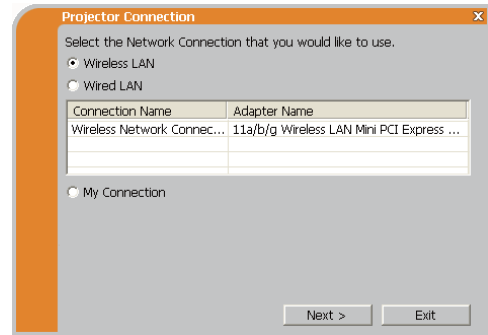 Projector Connection x
Select the Network Connection that you would like to use.
Wireless LAN
Wired LAN
Connection Name Adapter Name
Wireless Network Connec... 11a/b/g Wireless LAN Mini PCI Express ...
My Connection
Next > Exit